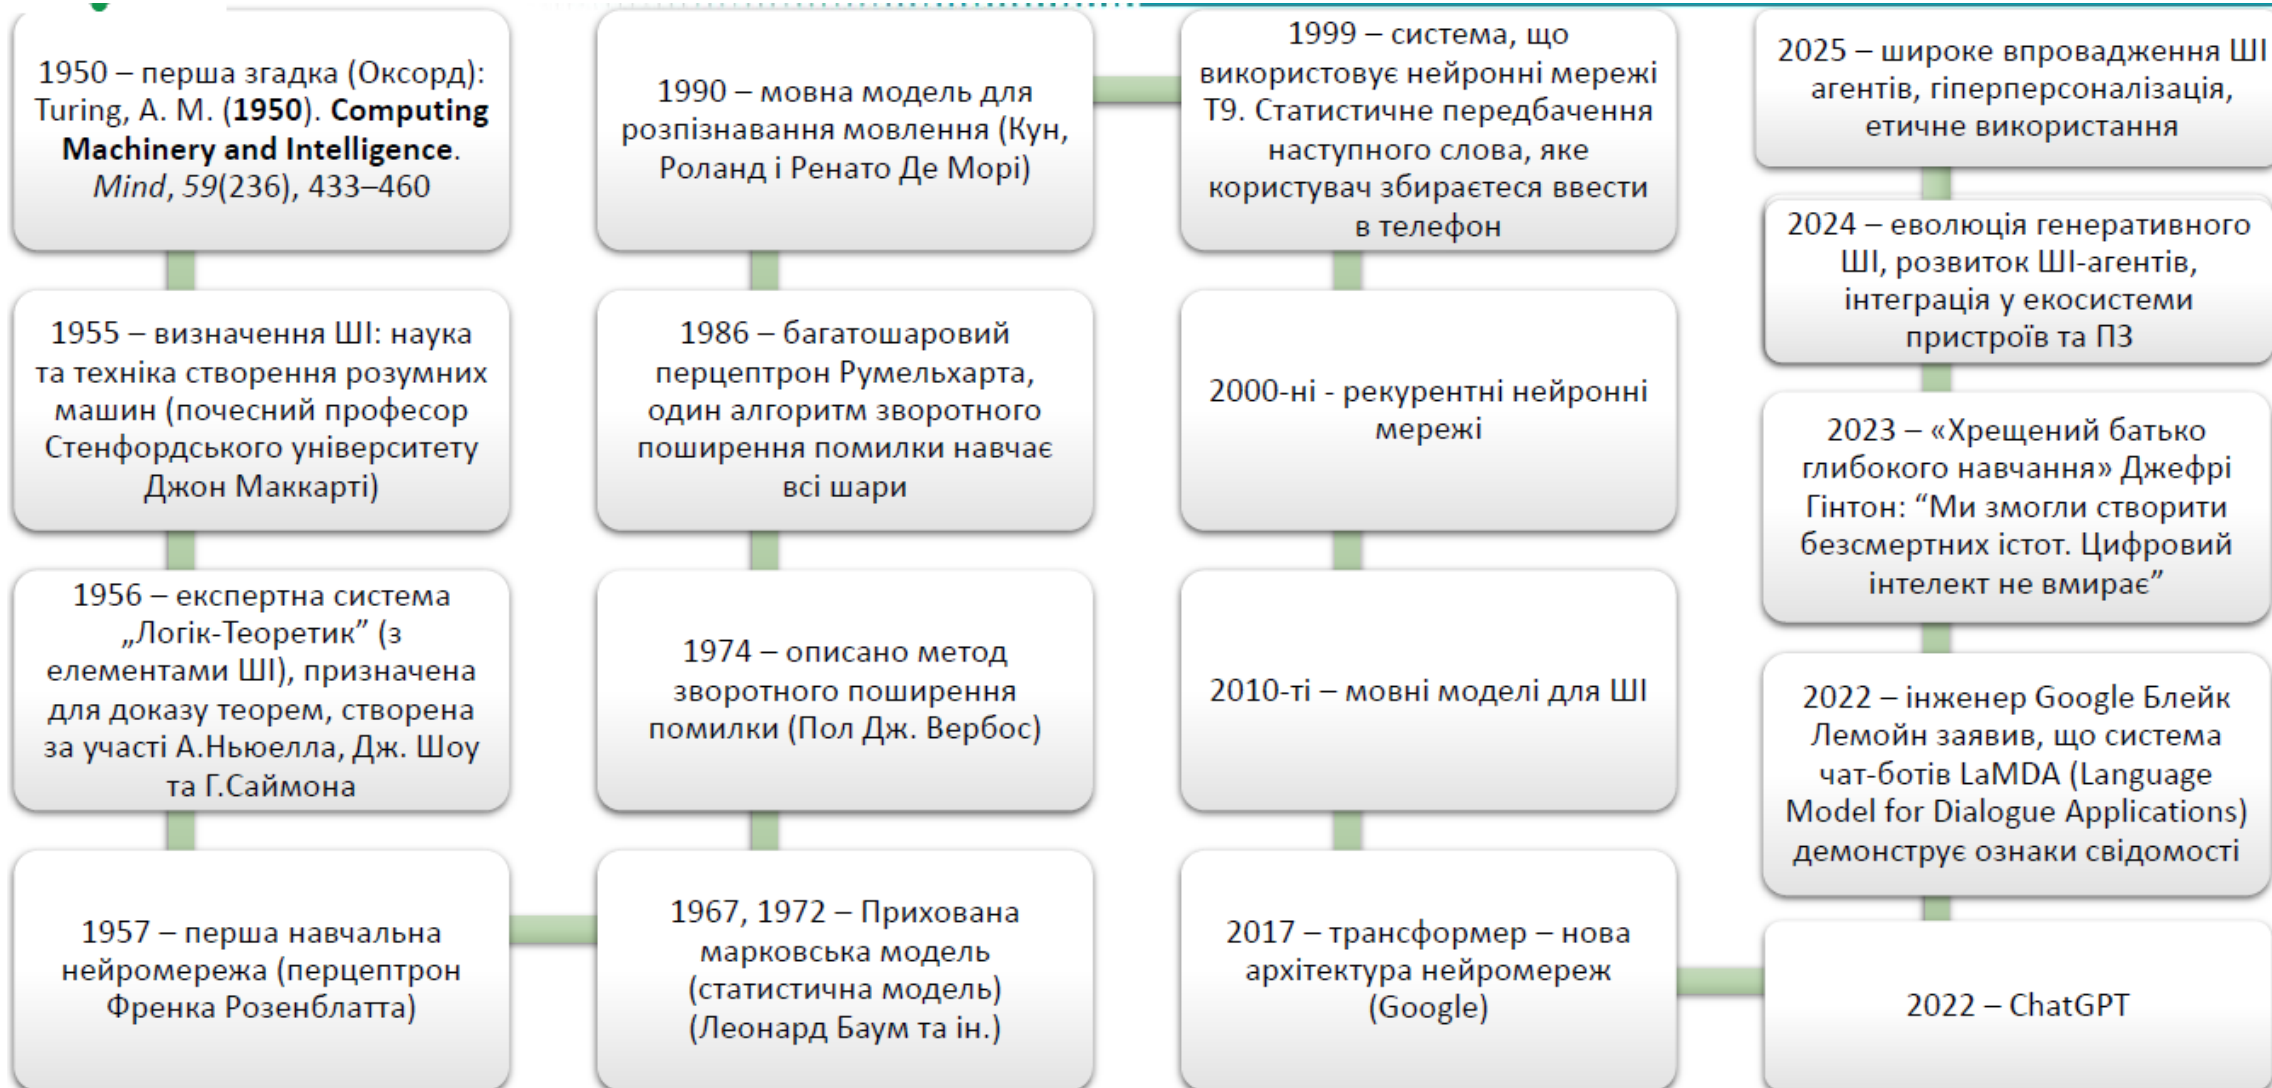 1950 – перша згадка (Оксорд):
Turing, A. M. (1950). Computing
Machinery and Intelligence.
Mind, 59(236), 433–460
1955 – визначення ШІ: наука
та техніка створення розумних
машин (почесний професор
Стенфордського університету
Джон Маккарті)
1956 – експертна система
„Логік-Теоретик” (з
елементами ШІ), призначена
для доказу теорем, створена
за участі А.Ньюелла, Дж. Шоу
та Г.Саймона
1957 – перша навчальна
нейромережа (перцептрон
Френка Розенблатта)
1967, 1972 – Прихована
марковська модель
(статистична модель)
(Леонард Баум та ін.)
1974 – описано метод
зворотного поширення
помилки (Пол Дж. Вербос)
1986 – багатошаровий
перцептрон Румельхарта,
один алгоритм зворотного
поширення помилки навчає
всі шари
1990 – мовна модель для
розпізнавання мовлення (Кун,
Роланд і Ренато Де Морі)
1999 – система, що
використовує нейронні мережі
Т9. Статистичне передбачення
наступного слова, яке
користувач збираєтеся ввести
в телефон
2000-ні - рекурентні нейронні
мережі
2010-ті – мовні моделі для ШІ
2017 – трансформер – нова
архітектура нейромереж
(Google)
2022 – ChatGPT
2022 – інженер Google Блейк
Лемойн заявив, що система
чат-ботів LaMDA (Language
Model for Dialogue Applications)
демонструє ознаки свідомості
2023 – «Хрещений батько
глибокого навчання» Джефрі
Гінтон: “Ми змогли створити
безсмертних істот. Цифровий
інтелект не вмирає”
2024 – еволюція генеративного
ШІ, розвиток ШІ-агентів,
інтеграція у екосистеми
пристроїв та ПЗ
2025 – широке впровадження ШІ
агентів, гіперперсоналізація,
етичне використання